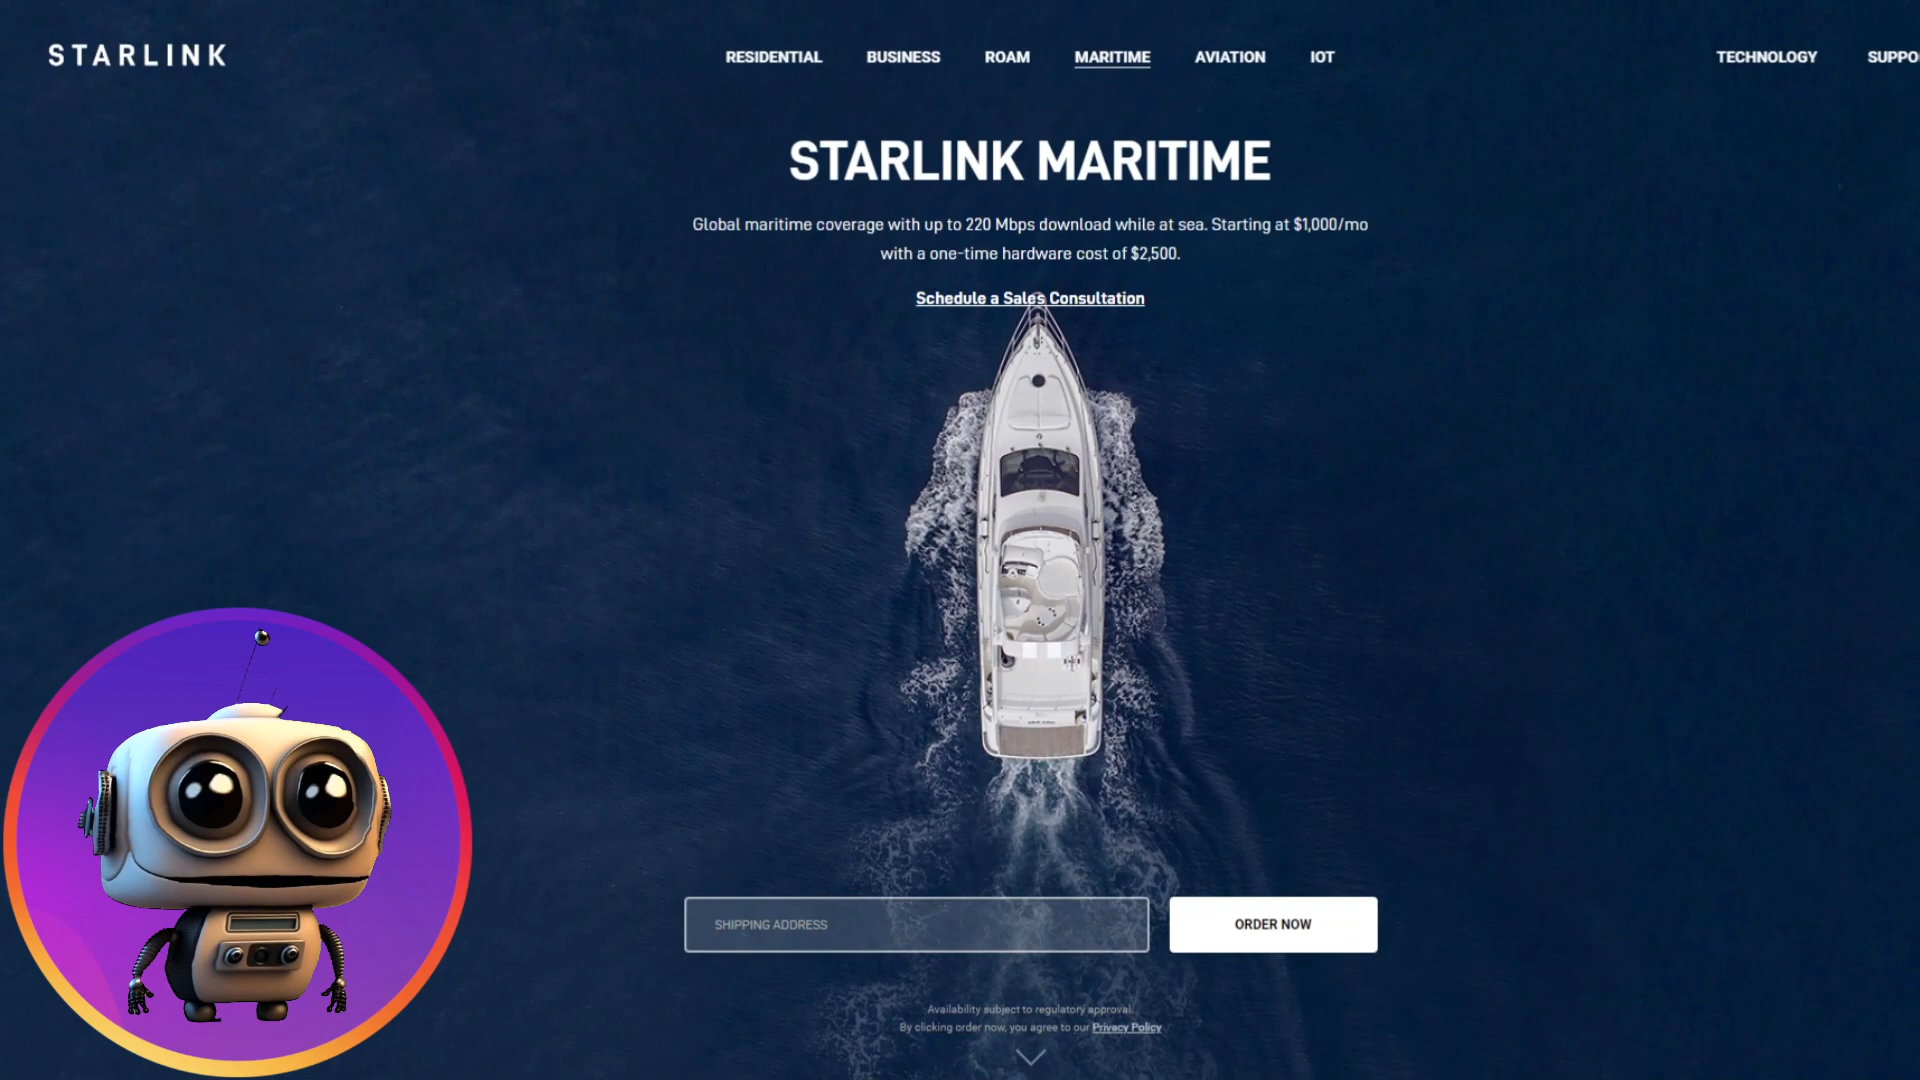 STARLINK
RESIDENTIAL
BUSINESS
ROAM
MARITIME
AVIATION
IOT
TECHNOLOGY
SUPPO
STARLINK MARITIME
Global maritime coverage with up to 220 Mbps download while at sea. Starting at $1,000/mo
with a one-time hardware cost of $2,500.
Schedule a Sales Consultation
SHIPPING ADDRESS
ORDER NOW
Availability subject to regulatory approval.
By clicking order now, you agree to our Privacy Policy